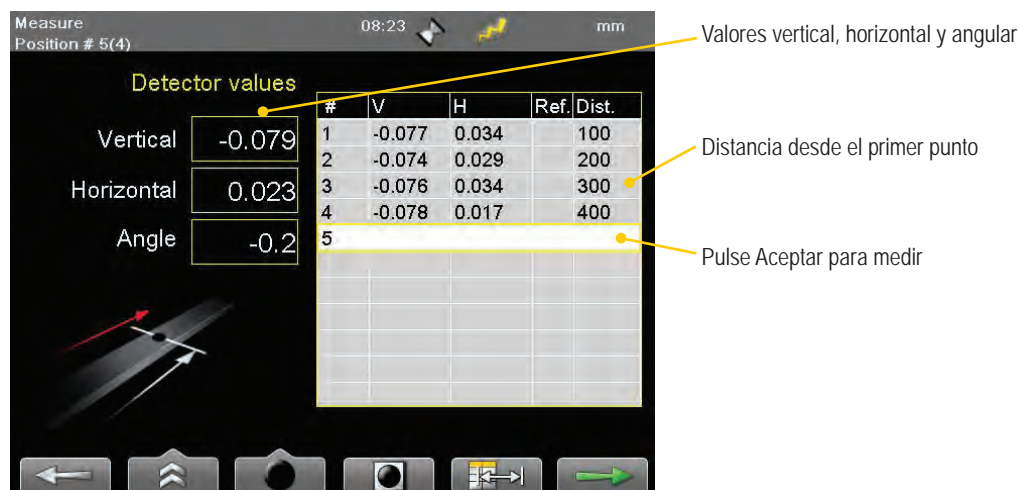 Measure 08:23 mm
Position # 5(4)
Valores vertical, horizontal y angular
Detector values
# V H Ref. Dist.
Vertical -0.079
1 -0.077 0.034 100
2 -0.074 0.029 200
Distancia desde el primer punto
Horizontal 0.023
3 -0.076 0.034 300
4 -0.078 0.017 400
Angle -0.2
5
Pulse Aceptar para medir